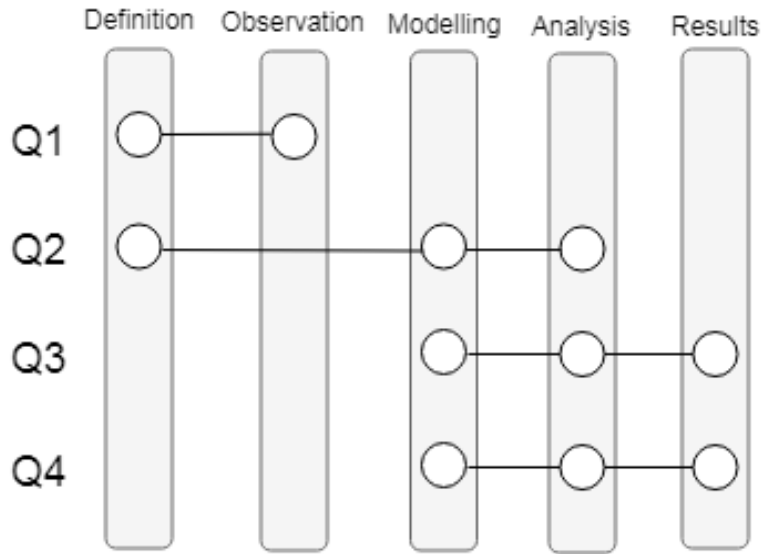 Definition Observation Modelling Analysis Results
Q1
Q2
Q3
Q4